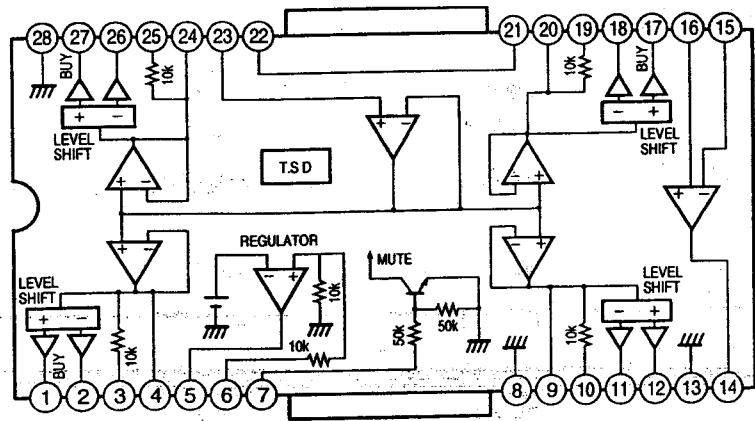 28 27 26 25 24 23 22 21 20 19 18 17 16 15
BUY
10k
10k
BUY
+ -
- +
LEVEL
SHIFT
LEVEL
SHIFT
+ -
T.S.D
+ -
- +
+ -
+ -
- +
REGULATOR
- +
MUTE
LEVEL
SHIFT
LEVEL
SHIFT
+ -
- +
10k
10k
50k
10k
BUY
10k
50k
1 2 3 4 5 6 7 8 9 10 11 12 13 14